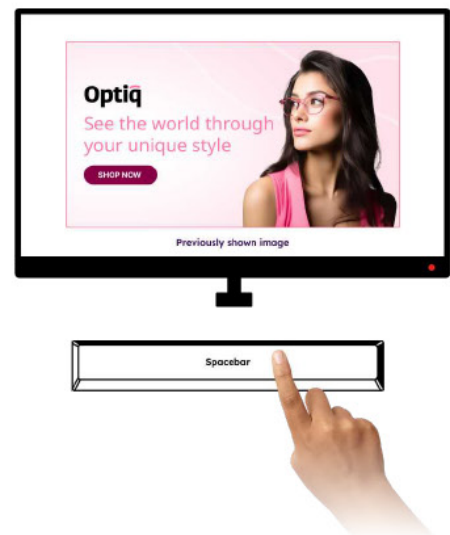 Optiq
See the world through
your unique style
SHOP NOW
Previously shown image
Spacebar